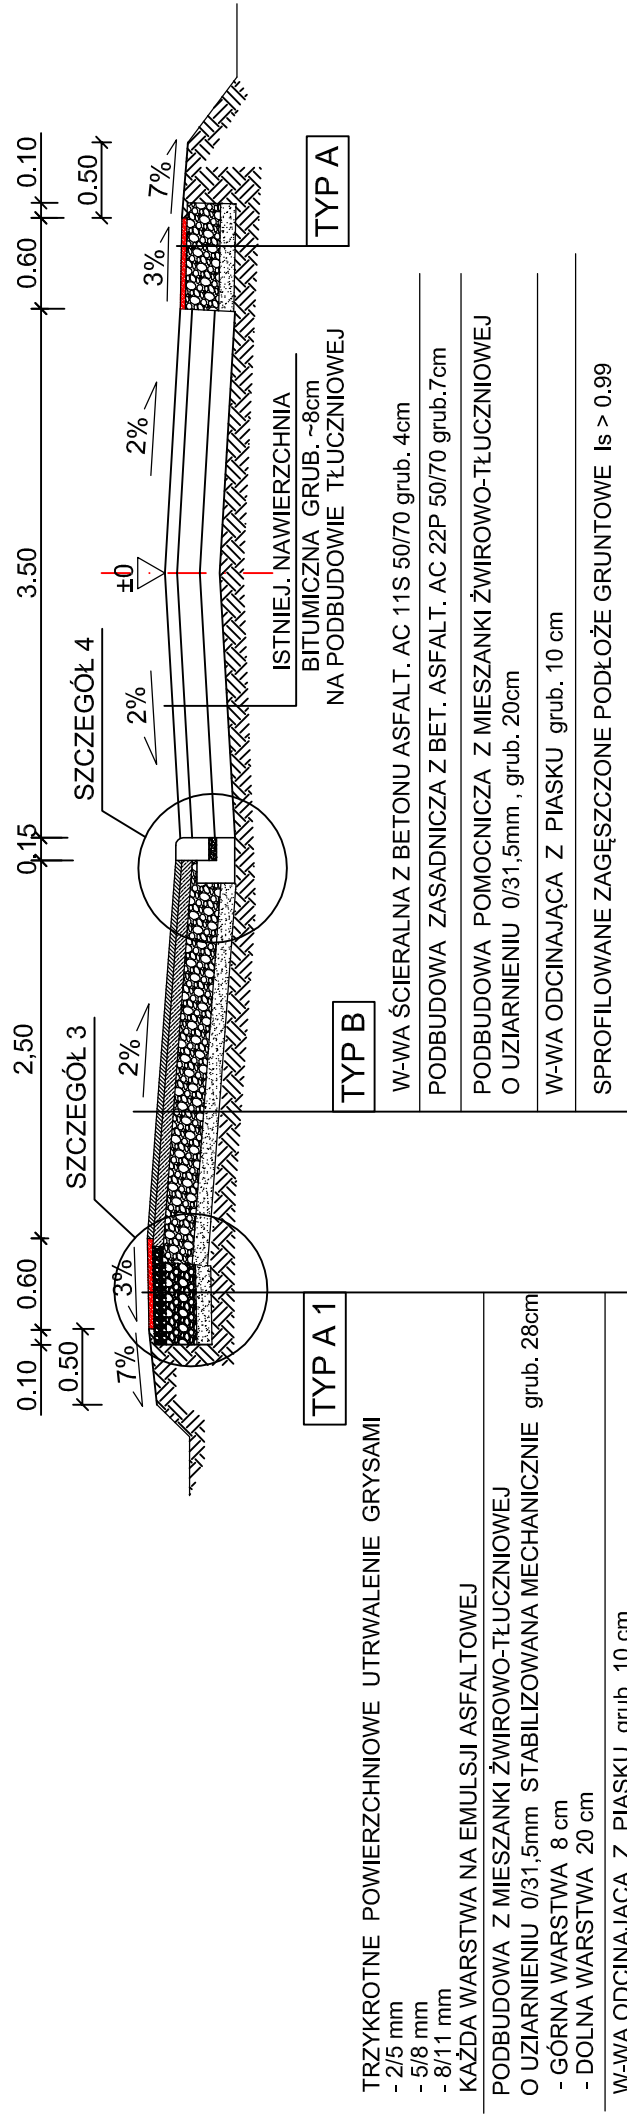 0.10
0.60
2,50
0.15
3.50
0.60
0.10
0.50
0.50
SZCZEGÓŁ 3
SZCZEGÓŁ 4
7%
3%
2%
2%
±0
2%
3%
7%
ISTNIEJ. NAWIERZCHNIA
BITUMICZNA GRUB. ~8cm
NA PODBUDOWIE TŁUCZNIOWEJ
TYP A 1
TYP B
TYP A
TRZYKROTNE POWIERZCHNIOWE UTRWALENIE GRYSAMI
- 2/5 mm
- 5/8 mm
- 8/11 mm
KAŻDA WARSTWA NA EMULSJI ASFALTOWEJ
PODBUDOWA Z MIESZANKI ŻWIROWO-TŁUCZNIOWEJ
O UZIARNIENIU 0/31,5mm STABILIZOWANA MECHANICZNIE grub. 28cm
- GÓRNA WARSTWA 8 cm
- DOLNA WARSTWA 20 cm
W-WA ODCINAJĄCA Z PIASKU grub. 10 cm
W-WA ŚCIERALNA Z BETONU ASFALT. AC 11S 50/70 grub. 4cm
PODBUDOWA ZASADNICZA Z BET. ASFALT. AC 22P 50/70 grub.7cm
PODBUDOWA POMOCNICZA Z MIESZANKI ŻWIROWO-TŁUCZNIOWEJ
O UZIARNIENIU 0/31,5mm , grub. 20cm
W-WA ODCINAJĄCA Z PIASKU grub. 10 cm
SPROFILOWANE ZAGĘSZCZONE PODŁOŻE GRUNTOWE Is > 0.99